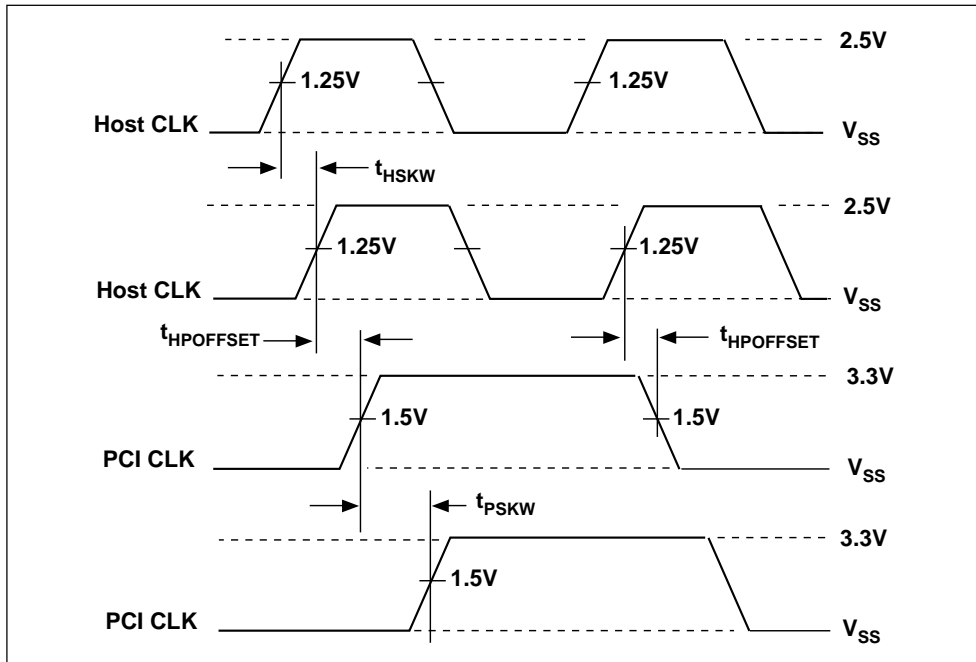 2.5V
1.25V 1.25V
Host CLK VSS
tHSKW
2.5V
1.25V 1.25V
Host CLK VSS
tHPOFFSET tHPOFFSET
3.3V
1.5V 1.5V
PCI CLK VSS
tPSKW
3.3V
1.5V
PCI CLK VSS